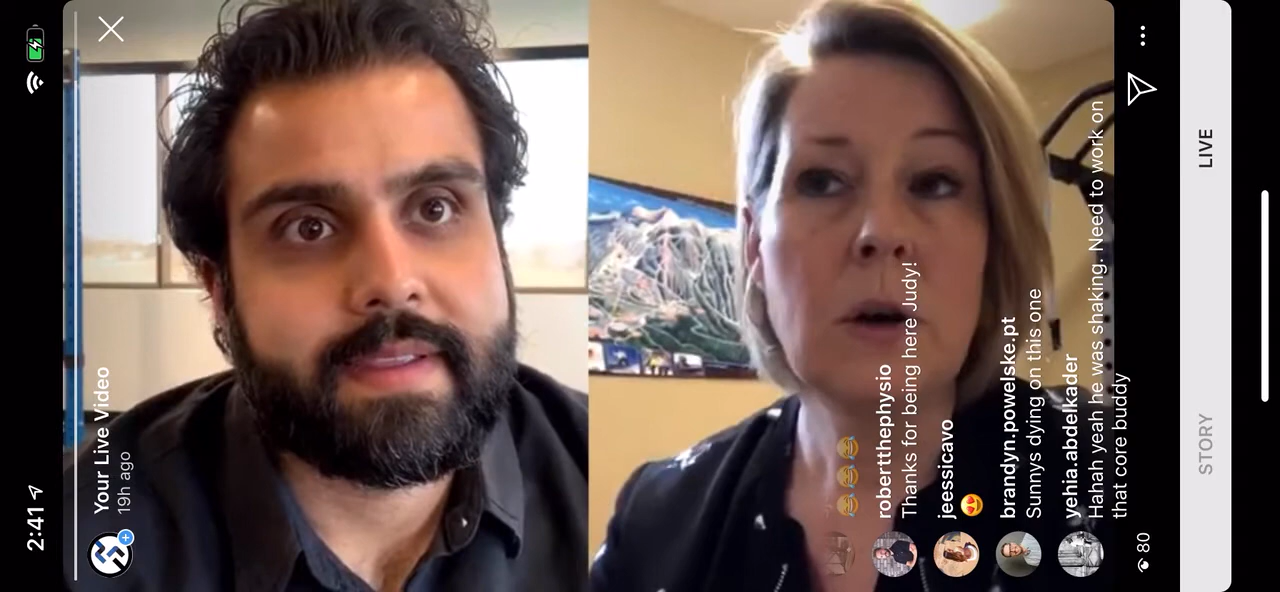 2:41
Your Live Video
19h ago
😂😂😂
robertthephysio
Thanks for being here Judy!
jeessicavo
😍
brandyn.powelske.pt
Sunnys dying on this one
yehia.abdelkader
Hahah yeah he was shaking. Need to work on
that core buddy
80
STORY
LIVE